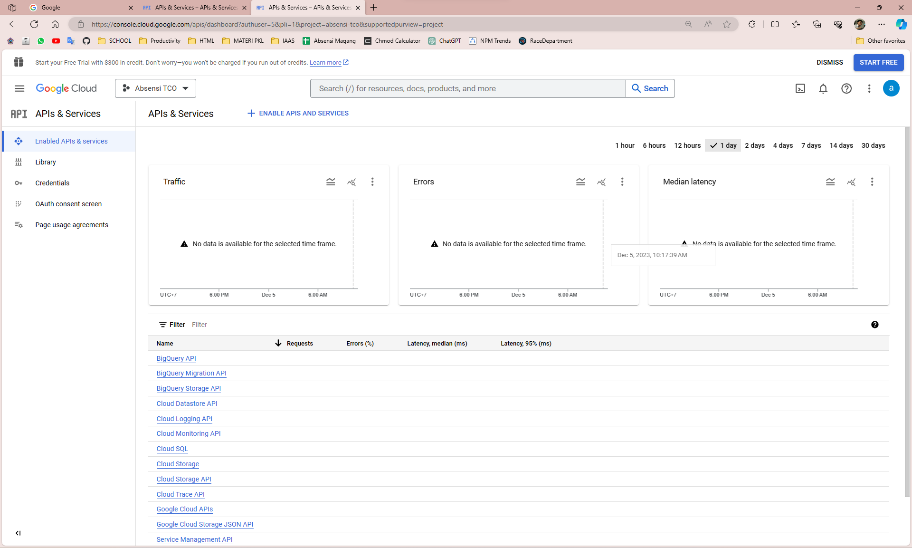 Google
APIs & Services – APIs & Service
APIs & Services – APIs & Service
https://console.cloud.google.com/apis/dashboard?authuser=5&pli=1&project=absensi-tco&supportedpurview=project
SCHOOL
Productivity
HTML
MATERI PKL
IAAS
Absensi Magang
Chmod Calculator
ChatGPT
NPM Trends
RaceDepartment
Other favorites
Start your Free Trial with $300 in credit. Don't worry—you won't be charged if you run out of credits. Learn more
DISMISS
START FREE
Google Cloud
Absensi TCO
Search (/) for resources, docs, products, and more
Search
a
API APIs & Services
Enabled APIs & services
Library
Credentials
OAuth consent screen
Page usage agreements
APIs & Services
ENABLE APIS AND SERVICES
1 hour 6 hours 12 hours 1 day 2 days 4 days 7 days 14 days 30 days
Traffic
No data is available for the selected time frame.
UTC+7 6:00 PM Dec 5 6:00 AM
Errors
No data is available for the selected time frame.
UTC+7 6:00 PM Dec 5 6:00 AM
Median latency
No data is available for the selected time frame.
Dec 5, 2023, 10:17:39 AM
UTC+7 6:00 PM Dec 5 6:00 AM
Filter Filter
Name Requests Errors (%) Latency, median (ms) Latency, 95% (ms)
BigQuery API
BigQuery Migration API
BigQuery Storage API
Cloud Datastore API
Cloud Logging API
Cloud Monitoring API
Cloud SQL
Cloud Storage
Cloud Storage API
Cloud Trace API
Google Cloud APIs
Google Cloud Storage JSON API
Service Management API